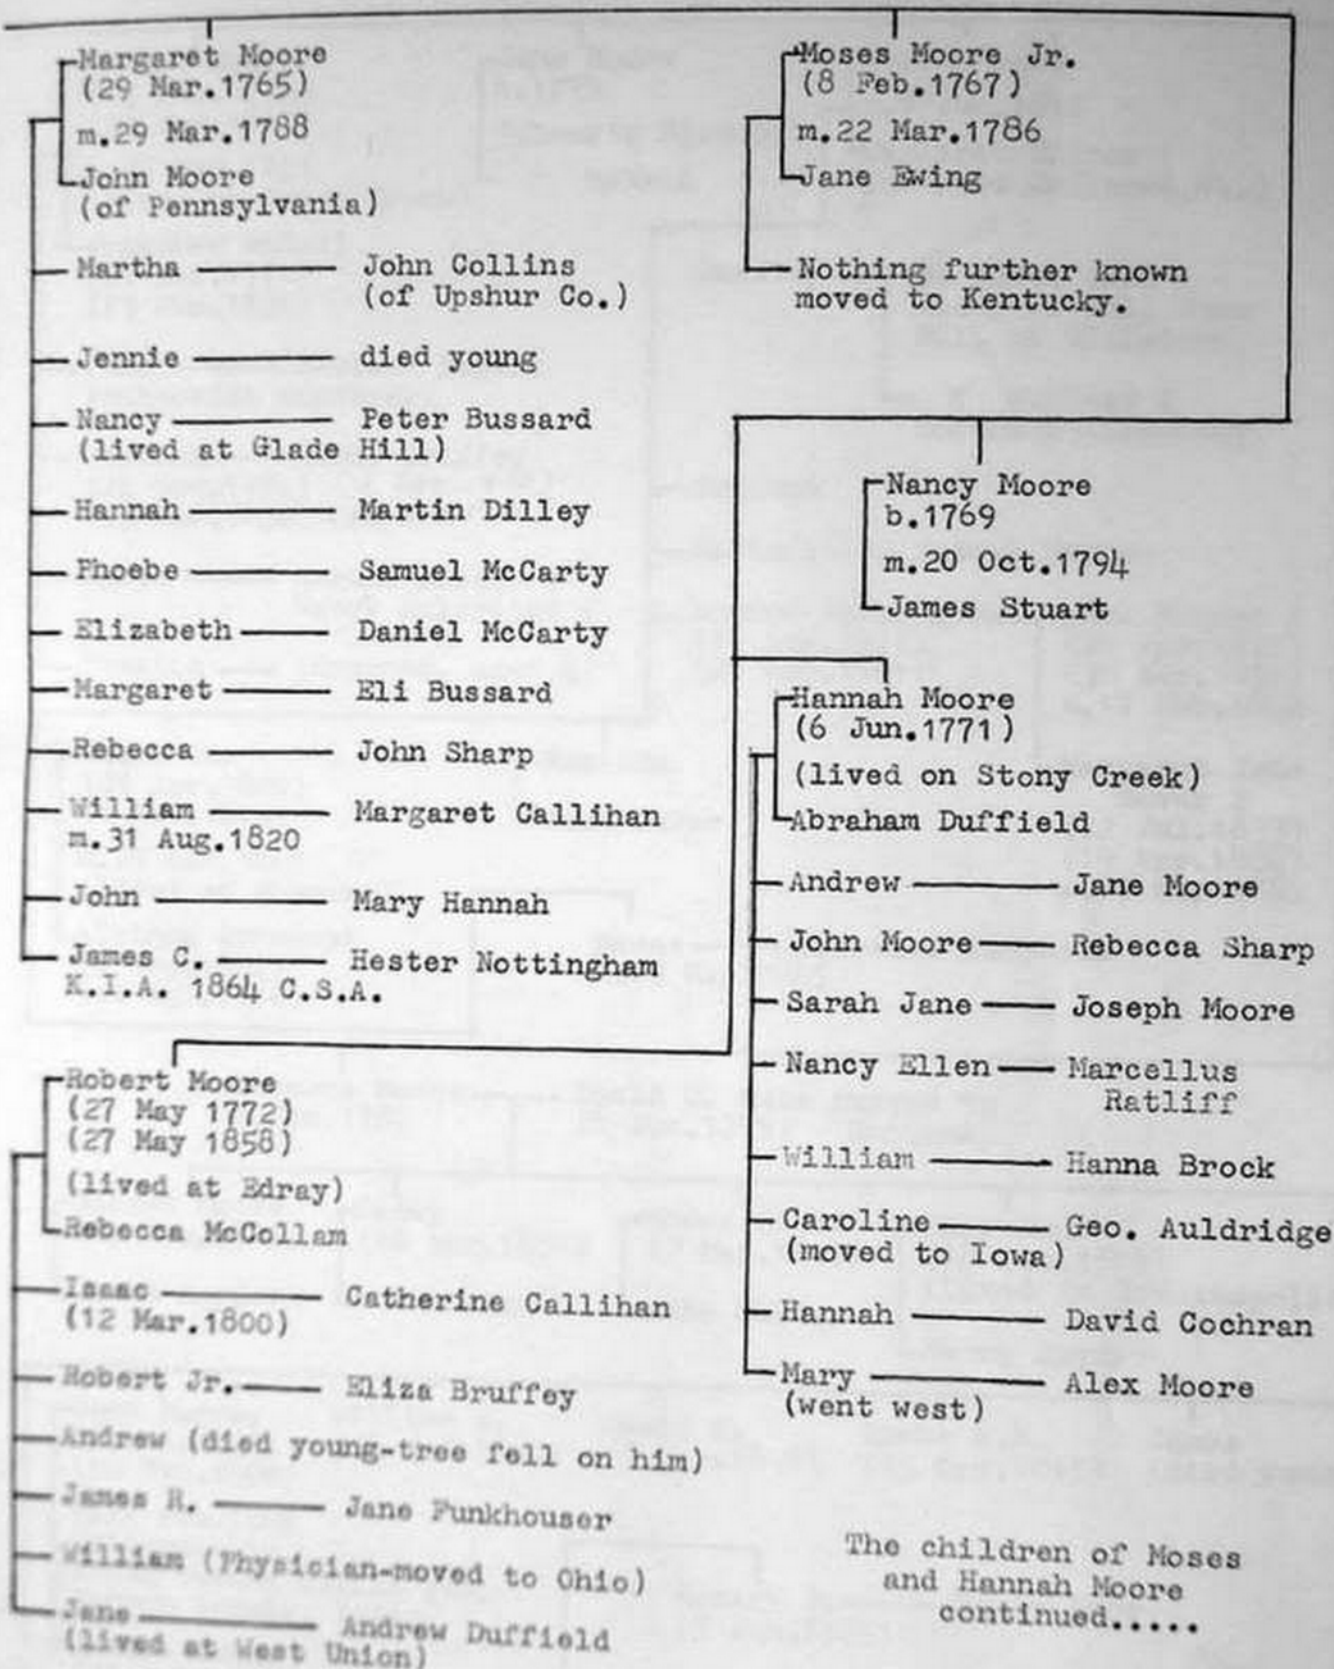 Margaret Moore
(29 Mar.1765)
m.29 Mar.1788
John Moore
(of Pennsylvania)
Martha John Collins
(of Upshur Co.)
Jennie died young
Nancy Peter Bussard
(lived at Glade Hill)
Hannah Martin Dilley
Phoebe Samuel McCarty
Elizabeth Daniel McCarty
Margaret Eli Bussard
Rebecca John Sharp
William Margaret Callihan
m.31 Aug.1820
John Mary Hannah
James C. Hester Nottingham
K.I.A. 1864 C.S.A.
Moses Moore Jr.
(8 Feb.1767)
m.22 Mar.1786
Jane Ewing
Nothing further known
moved to Kentucky.
Nancy Moore
b.1769
m.20 Oct.1794
James Stuart
Hannah Moore
(6 Jun.1771)
(lived on Stony Creek)
Abraham Duffield
Andrew Jane Moore
John Moore Rebecca Sharp
Sarah Jane Joseph Moore
Nancy Ellen Marcellus
Ratliff
William Hanna Brock
Caroline Geo. Auldridge
(moved to Iowa)
Hannah David Cochran
Mary Alex Moore
(went west)
Robert Moore
(27 May 1772)
(27 May 1858)
(lived at Edray)
Rebecca McCollam
Isaac Catherine Callihan
(12 Mar.1800)
Robert Jr. Eliza Bruffey
Andrew (died young-tree fell on him)
James R. Jane Funkhouser
William (Physician-moved to Ohio)
Jane Andrew Duffield
(lived at West Union)
The children of Moses
and Hannah Moore
continued.....